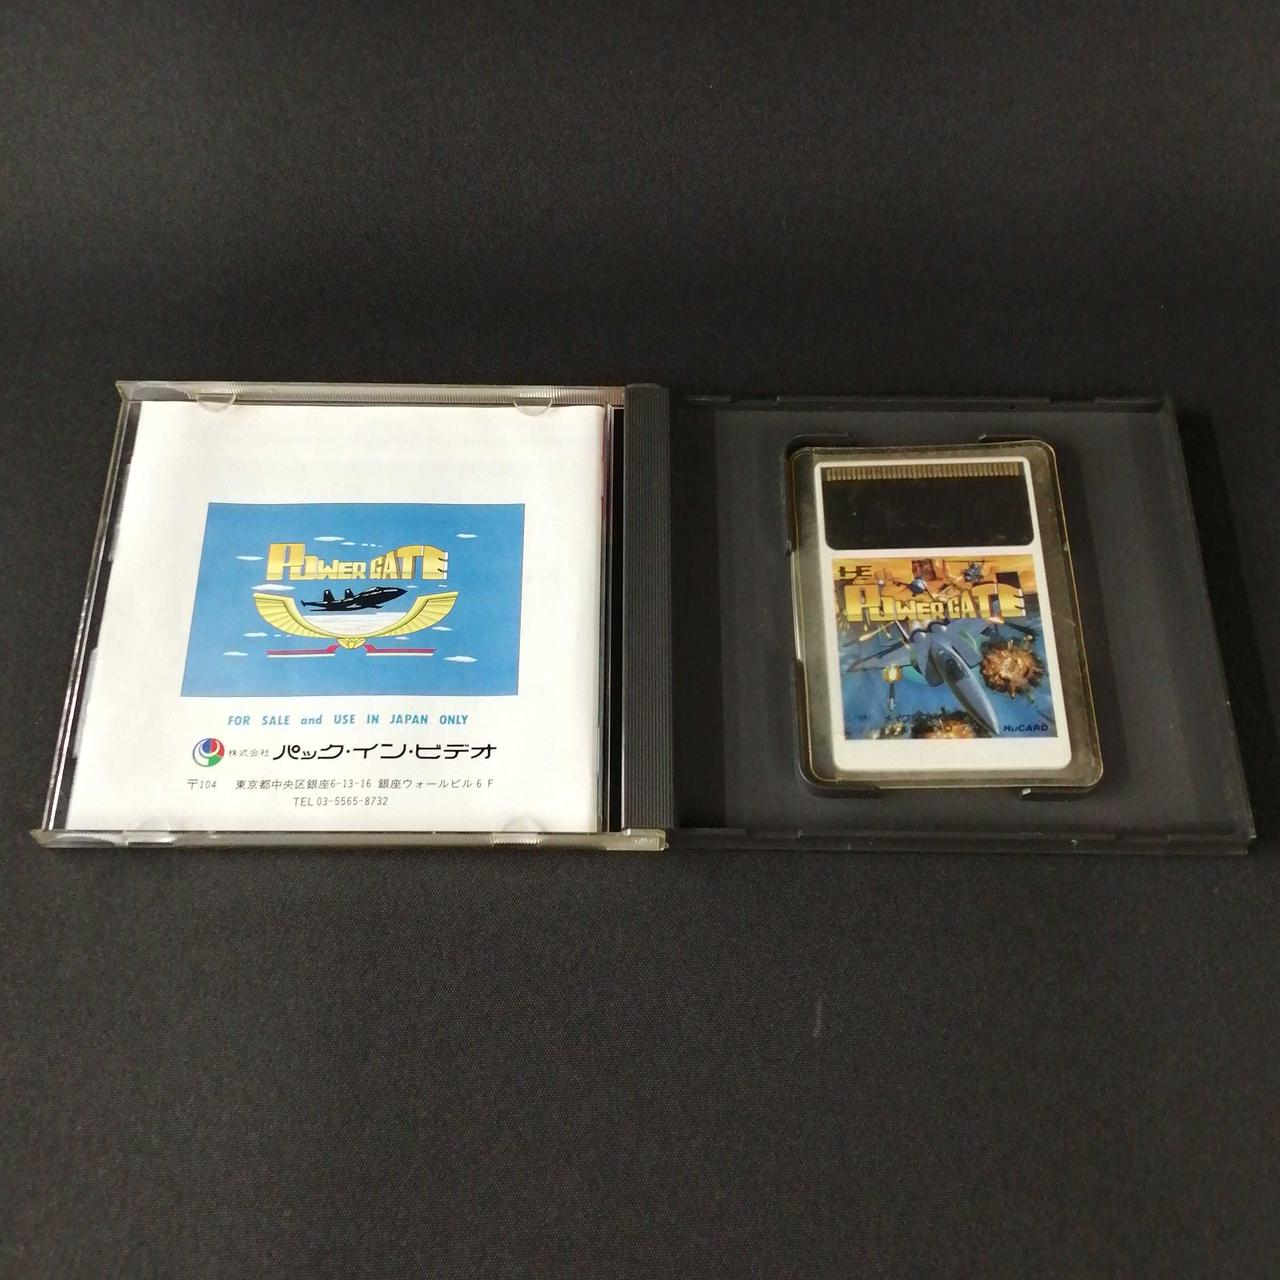 POWER GATE
FOR SALE and USE IN JAPAN ONLY
株式会社 パック・イン・ビデオ
〒104 東京都中央区銀座6-13-16 銀座ウォールビル6F
TEL 03-5565-8732
POWER GATE
HuCARD